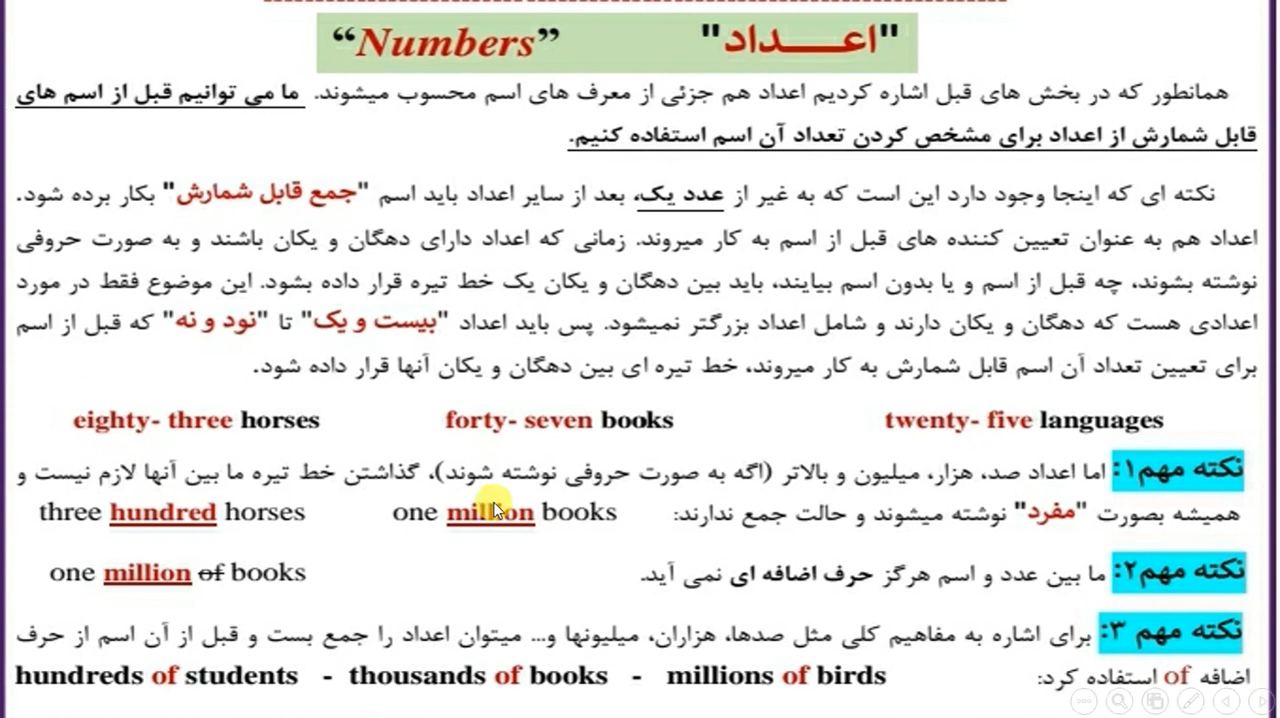 “Numbers” "اعـــــداد"
همانطور که در بخش های قبل اشاره کردیم اعداد هم جزئی از معرف های اسم محسوب میشوند. ما می توانیم قبل از اسم های
قابل شمارش از اعداد برای مشخص کردن تعداد آن اسم استفاده کنیم.
نکته ای که اینجا وجود دارد این است که به غیر از عدد یک، بعد از سایر اعداد باید اسم "جمع قابل شمارش" بکار برده شود.
اعداد هم به عنوان تعیین کننده های قبل از اسم به کار میروند. زمانی که اعداد دارای دهگان و یکان باشند و به صورت حروفی
نوشته بشوند، چه قبل از اسم و یا بدون اسم بیایند، باید بین دهگان و یکان یک خط تیره قرار داده بشود. این موضوع فقط در مورد
اعدادی هست که دهگان و یکان دارند و شامل اعداد بزرگتر نمیشود. پس باید اعداد "بیست و یک" تا "نود و نه" که قبل از اسم
برای تعیین تعداد آن اسم قابل شمارش به کار میروند، خط تیره ای بین دهگان و یکان آنها قرار داده شود.
eighty- three horses forty- seven books twenty- five languages
نکته مهم۱: اما اعداد صد، هزار، میلیون و بالاتر (اگه به صورت حروفی نوشته شوند)، گذاشتن خط تیره ما بین آنها لازم نیست و
همیشه بصورت "مفرد" نوشته میشوند و حالت جمع ندارند: one million books three hundred horses
نکته مهم۲: ما بین عدد و اسم هرگز حرف اضافه ای نمی آید. one million of books
نکته مهم ۳: برای اشاره به مفاهیم کلی مثل صدها، هزاران، میلیونها و... میتوان اعداد را جمع بست و قبل از آن اسم از حرف
اضافه of استفاده کرد: hundreds of students - thousands of books - millions of birds